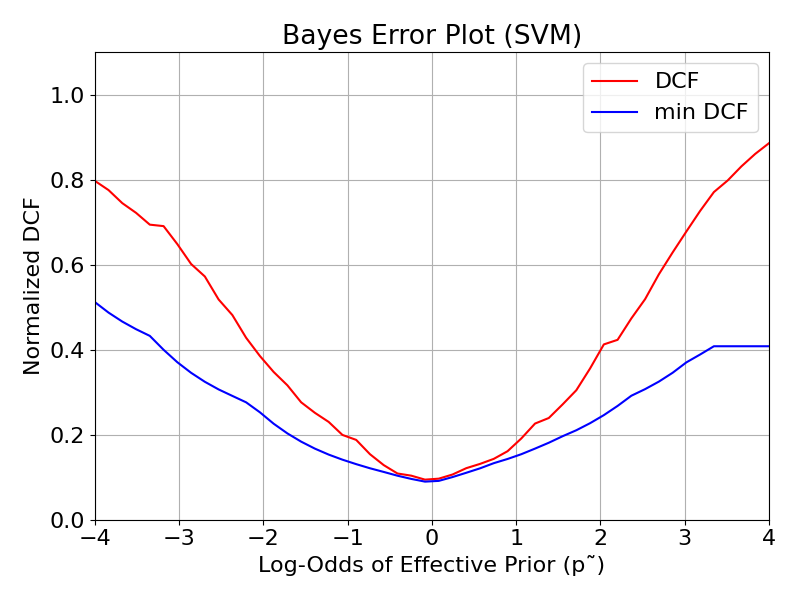 Bayes Error Plot (SVM)
DCF
min DCF
Normalized DCF
1.0
0.8
0.6
0.4
0.2
0.0
−4 −3 −2 −1 0 1 2 3 4
Log-Odds of Effective Prior (p˜)